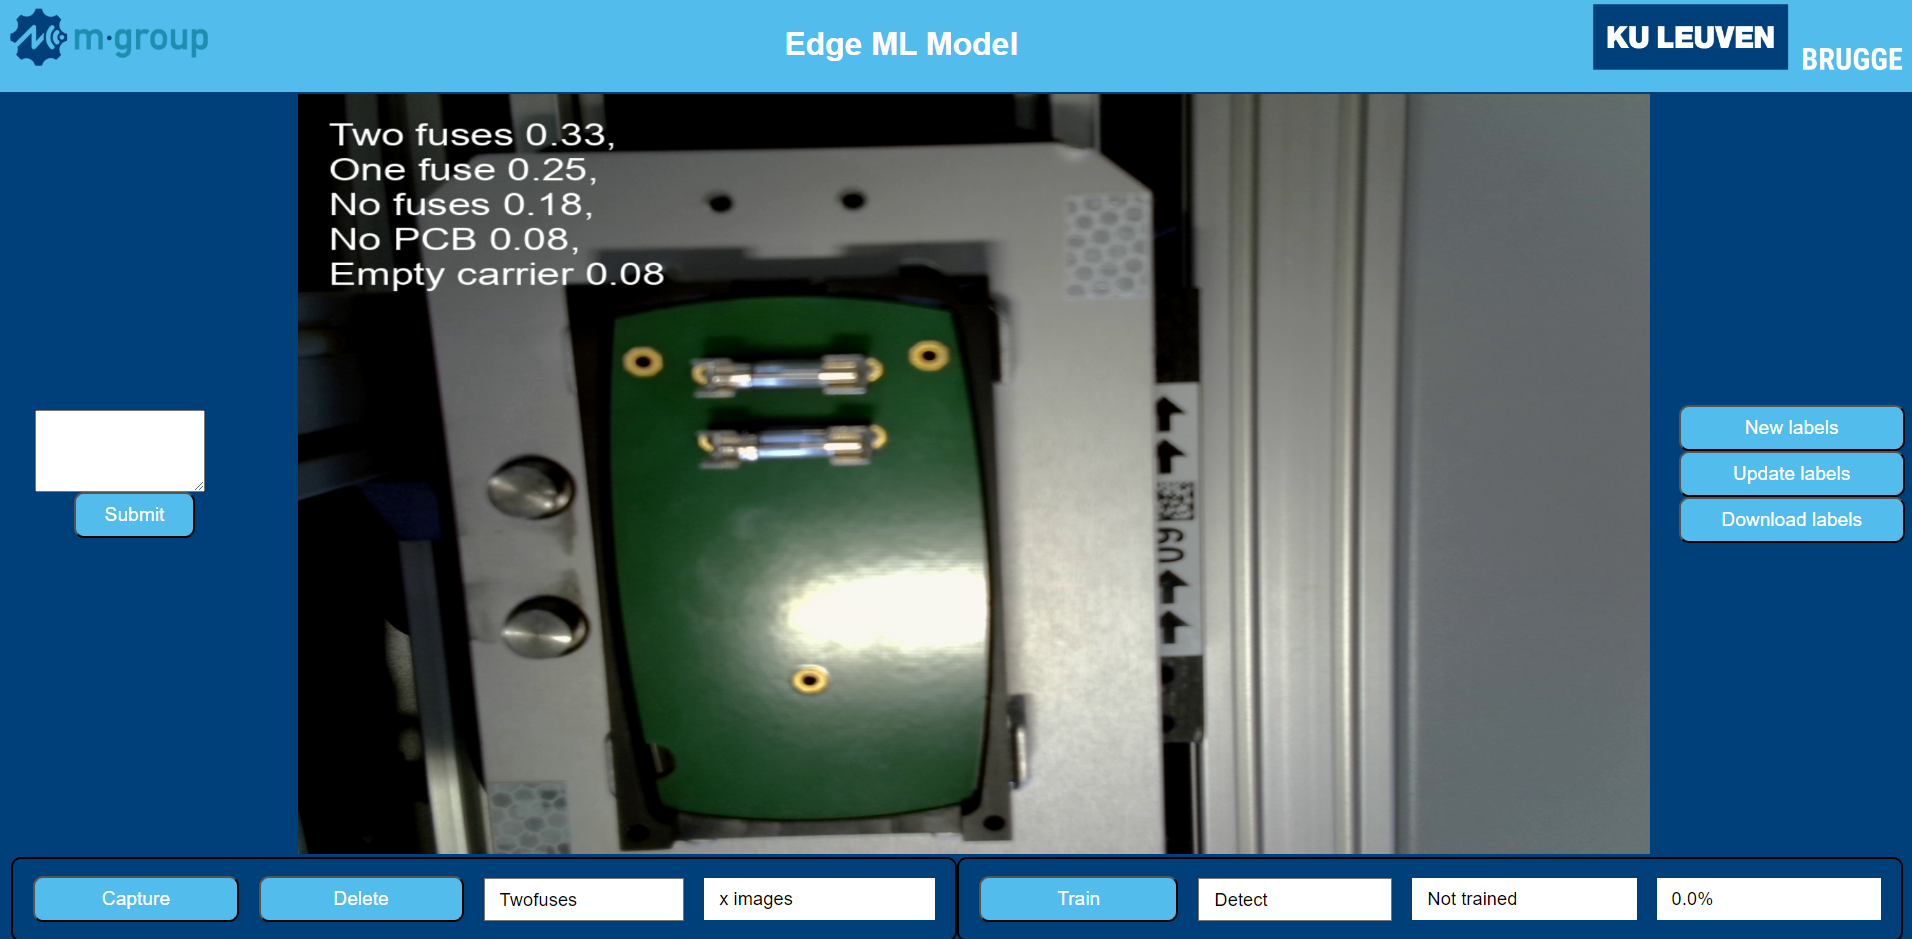 m·group
Edge ML Model
KU LEUVEN
BRUGGE
Two fuses 0.33,
One fuse 0.25,
No fuses 0.18,
No PCB 0.08,
Empty carrier 0.08
60
Submit
New labels
Update labels
Download labels
Capture
Delete
Twofuses
x images
Train
Detect
Not trained
0.0%